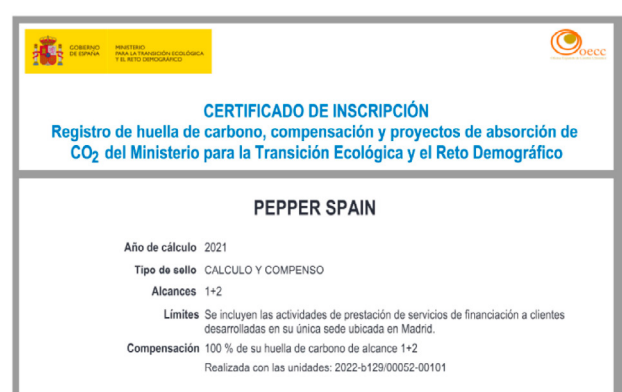 GOBIERNO
DE ESPAÑA
MINISTERIO
PARA LA TRANSICIÓN ECOLÓGICA
Y EL RETO DEMOGRÁFICO
oecc
CERTIFICADO DE INSCRIPCIÓN
Registro de huella de carbono, compensación y proyectos de absorción de
CO2 del Ministerio para la Transición Ecológica y el Reto Demográfico
PEPPER SPAIN
Año de cálculo 2021
Tipo de sello CALCULO Y COMPENSO
Alcances 1+2
Límites Se incluyen las actividades de prestación de servicios de financiación a clientes
desarrolladas en su única sede ubicada en Madrid.
Compensación 100 % de su huella de carbono de alcance 1+2
Realizada con las unidades: 2022-b129/00052-00101